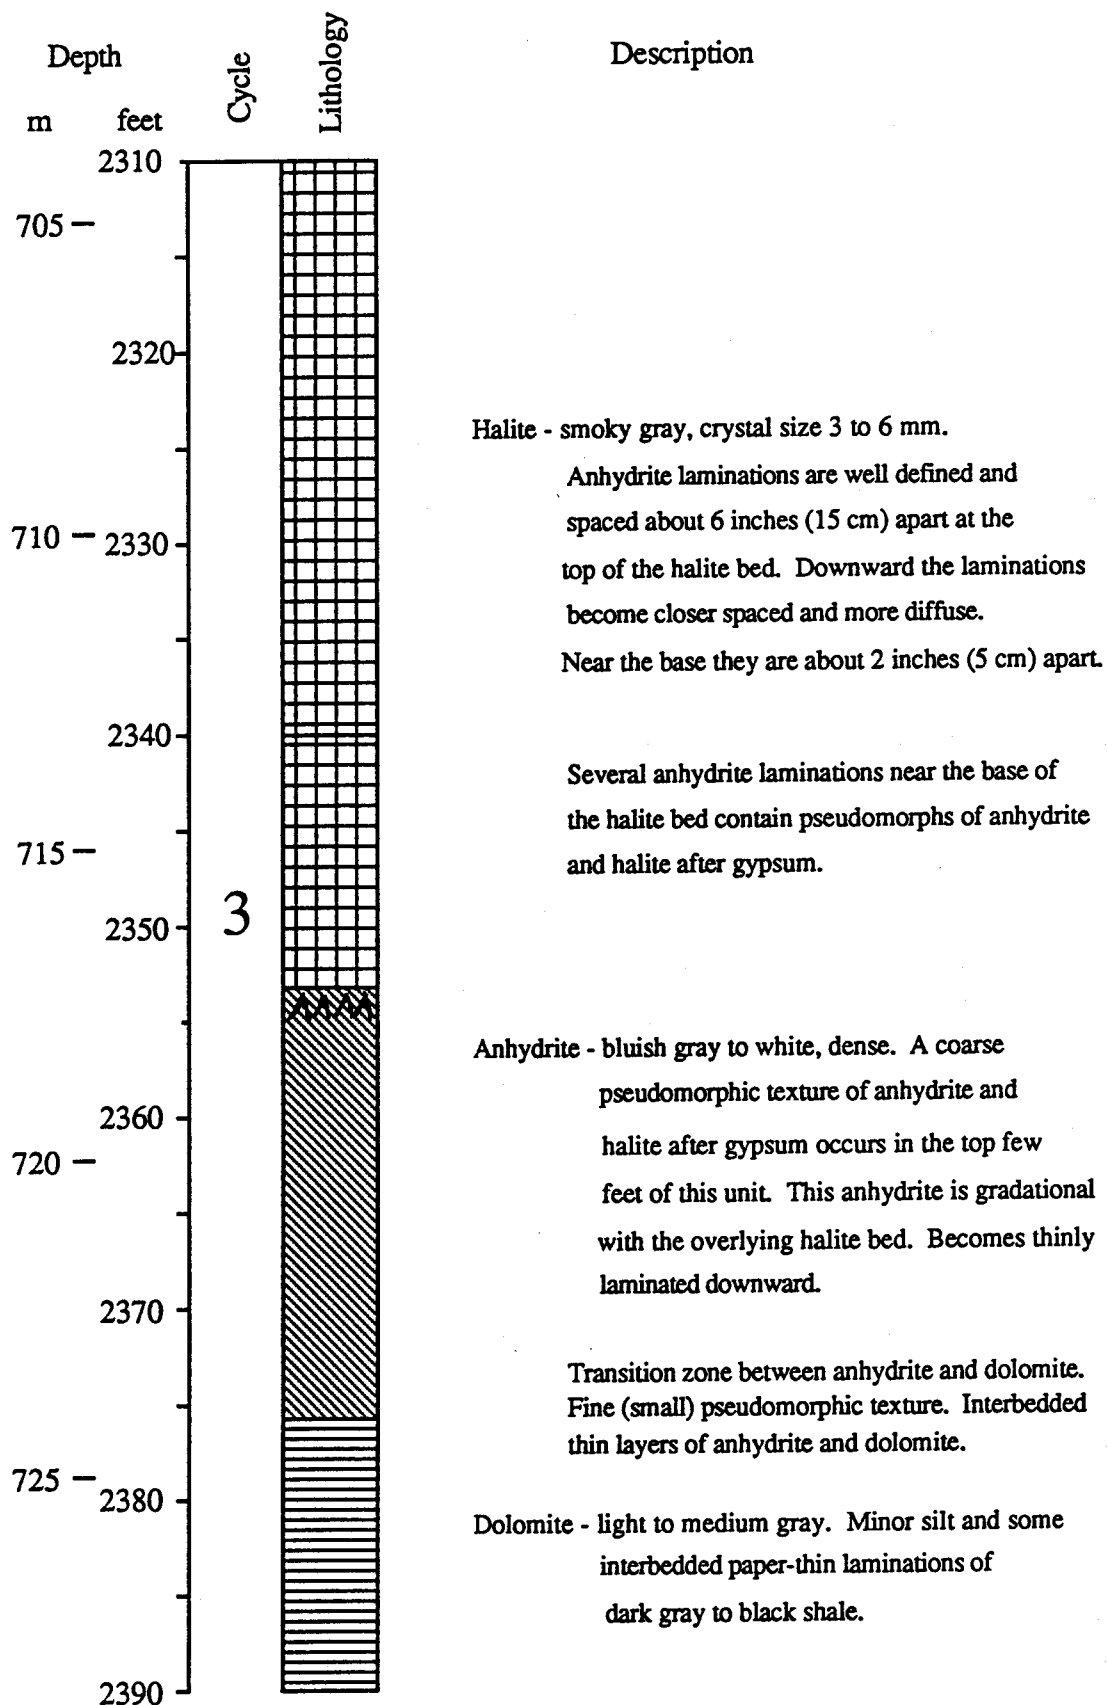 Depth
Cycle
Lithology
Description
m feet
2310
705
2320
Halite - smoky gray, crystal size 3 to 6 mm.
Anhydrite laminations are well defined and
spaced about 6 inches (15 cm) apart at the
710 2330
top of the halite bed. Downward the laminations
become closer spaced and more diffuse.
Near the base they are about 2 inches (5 cm) apart.
2340
Several anhydrite laminations near the base of
the halite bed contain pseudomorphs of anhydrite
715
and halite after gypsum.
3
2350
Anhydrite - bluish gray to white, dense. A coarse
pseudomorphic texture of anhydrite and
2360
halite after gypsum occurs in the top few
720
feet of this unit. This anhydrite is gradational
with the overlying halite bed. Becomes thinly
laminated downward.
2370
Transition zone between anhydrite and dolomite.
Fine (small) pseudomorphic texture. Interbedded
thin layers of anhydrite and dolomite.
725
2380
Dolomite - light to medium gray. Minor silt and some
interbedded paper-thin laminations of
dark gray to black shale.
2390